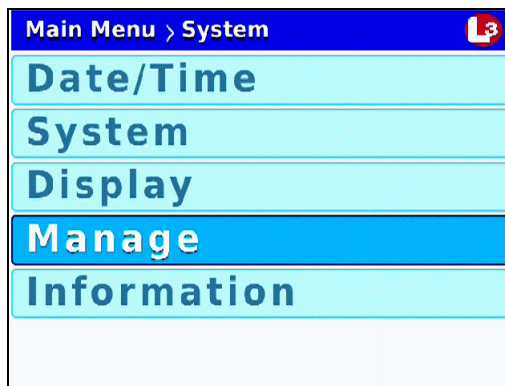 Main Menu > System
L3
Date/Time
System
Display
Manage
Information